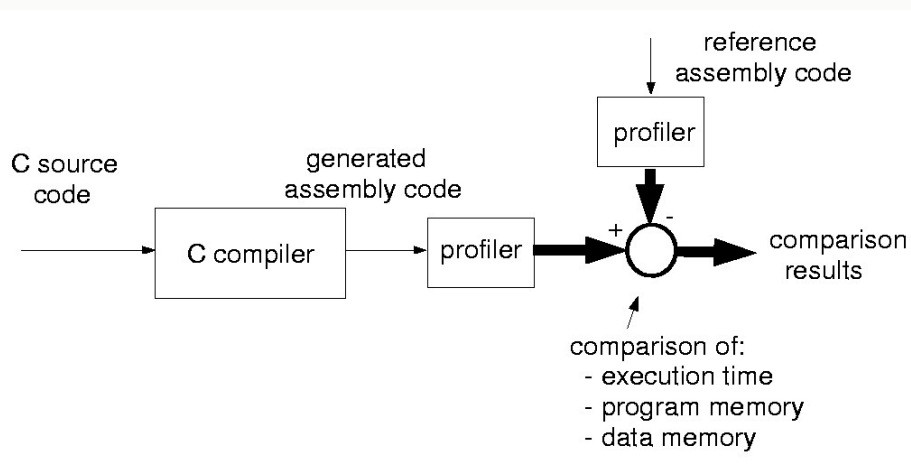 reference
assembly code
profiler
C source
code
generated
assembly code
C compiler
profiler
+
-
comparison
results
comparison of:
- execution time
- program memory
- data memory